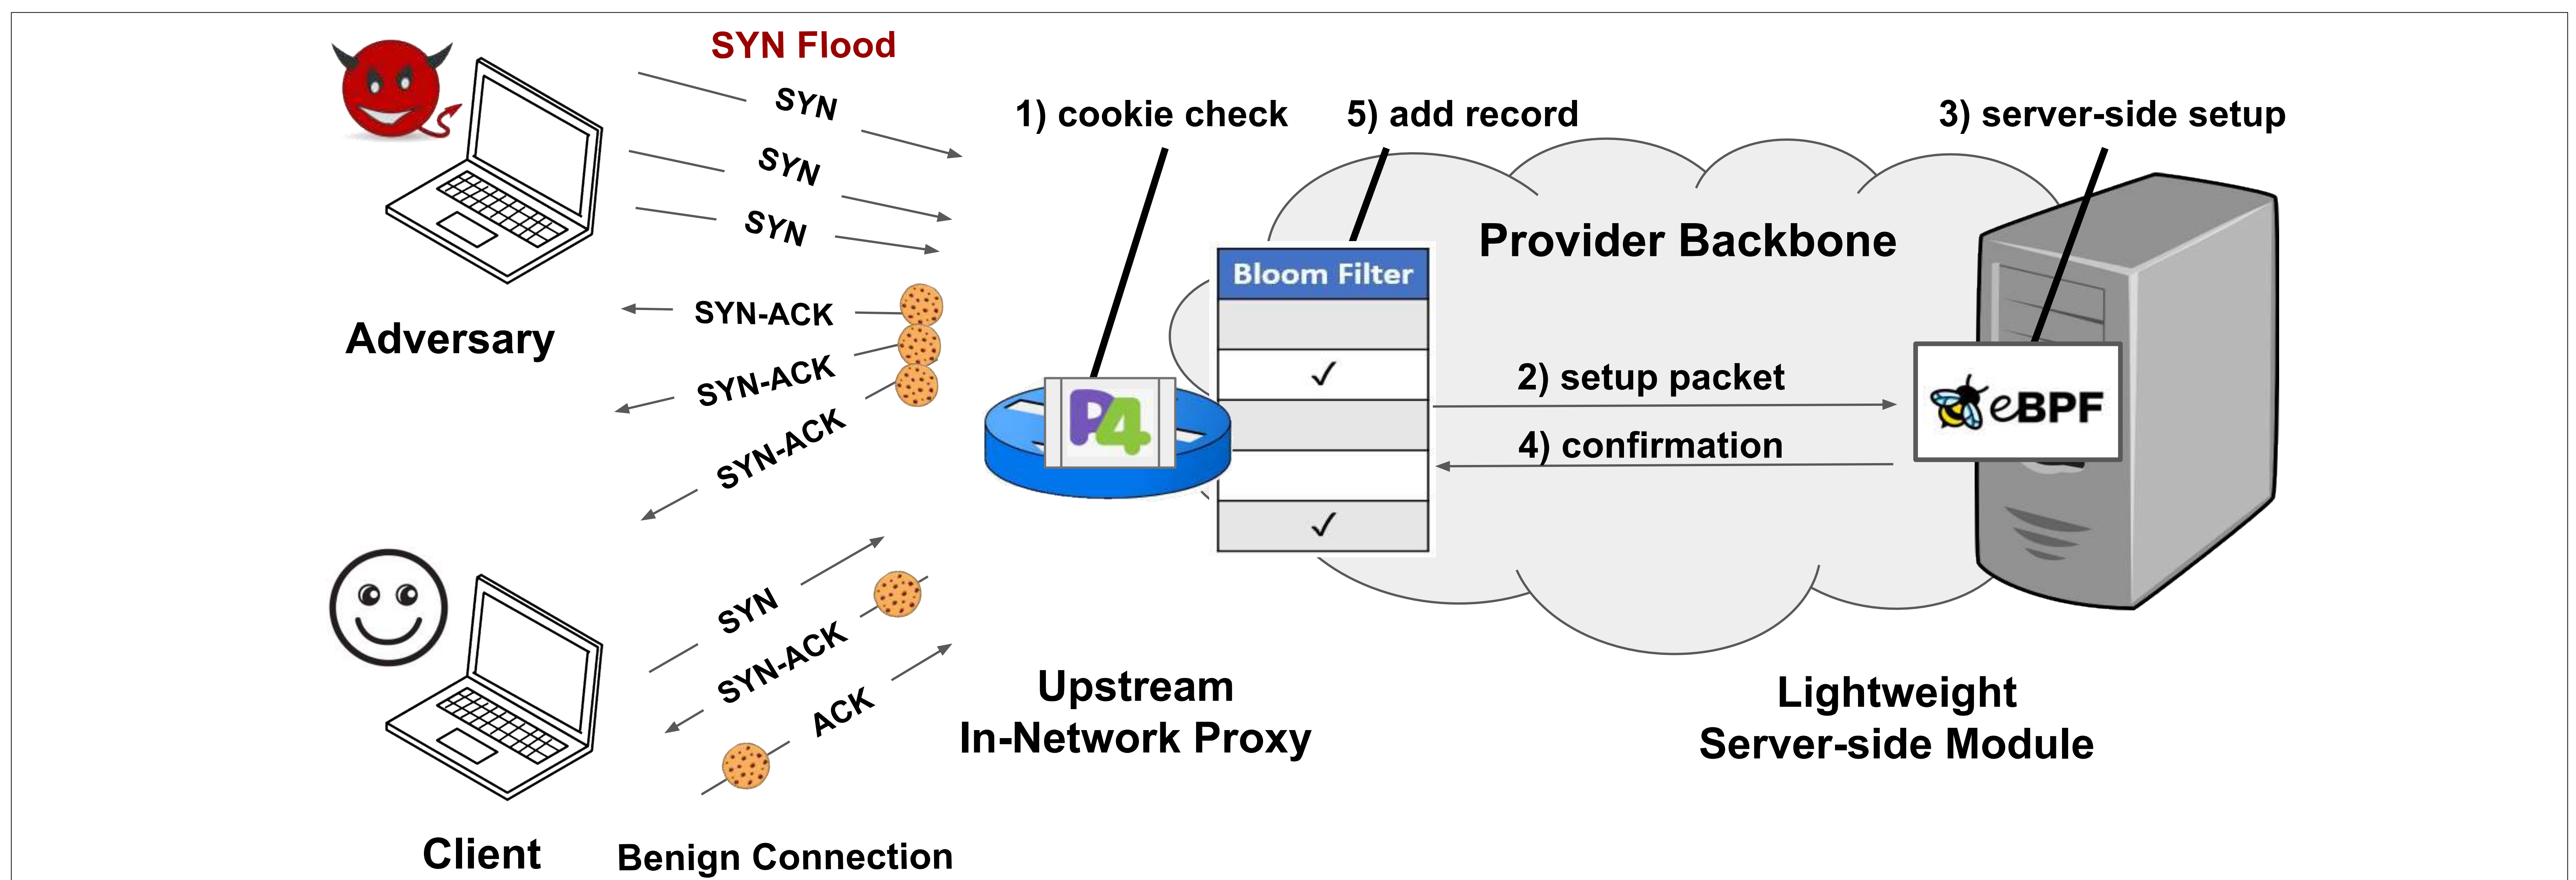 SYN Flood
SYN
SYN
SYN
SYN-ACK
SYN-ACK
SYN-ACK
Adversary
SYN
SYN-ACK
ACK
Client
Benign Connection
1) cookie check
5) add record
3) server-side setup
Provider Backbone
Bloom Filter
✓
✓
P4
2) setup packet
4) confirmation
eBPF
Upstream
In-Network Proxy
Lightweight
Server-side Module